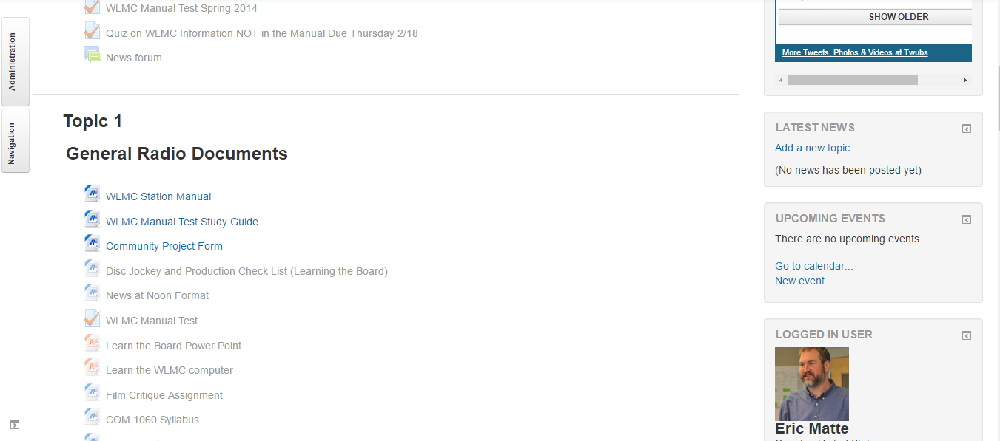 WLMC Manual Test Spring 2014
Quiz on WLMC Information NOT in the Manual Due Thursday 2/18
News forum
Administration
Navigation
Topic 1
General Radio Documents
WLMC Station Manual
WLMC Manual Test Study Guide
Community Project Form
Disc Jockey and Production Check List (Learning the Board)
News at Noon Format
WLMC Manual Test
Learn the Board Power Point
Learn the WLMC computer
Film Critique Assignment
COM 1060 Syllabus
SHOW OLDER
More Tweets, Photos & Videos at Twubs
LATEST NEWS
Add a new topic...
(No news has been posted yet)
UPCOMING EVENTS
There are no upcoming events
Go to calendar...
New event...
LOGGED IN USER
Eric Matte